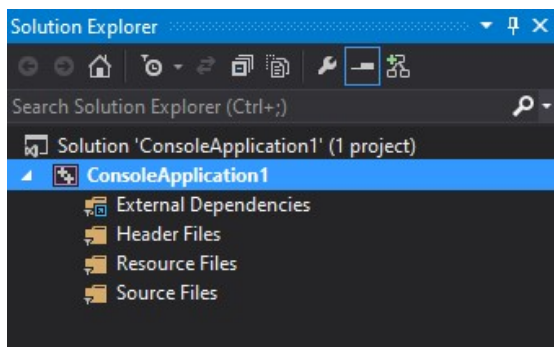 Solution Explorer
Search Solution Explorer (Ctrl+;)
Solution 'ConsoleApplication1' (1 project)
ConsoleApplication1
External Dependencies
Header Files
Resource Files
Source Files